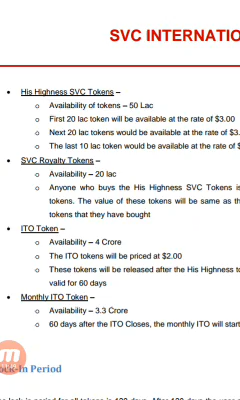 SVC INTERNATIO
• His Highness SVC Tokens –
o Availability of tokens – 50 Lac
o First 20 lac token will be available at the rate of $3.00
o Next 20 lac tokens would be available at the rate of $3.
o The last 10 lac token would be available at the rate of $
• SVC Royalty Tokens –
o Availability – 20 lac
o Anyone who buys the His Highness SVC Tokens is
tokens. The value of these tokens will be same as th
tokens that they have bought
• ITO Token –
o Availability – 4 Crore
o The ITO tokens will be priced at $2.00
o These tokens will be released after the His Highness to
valid for 60 days
• Monthly ITO Token –
o Availability – 3.3 Crore
o 60 days after the ITO Closes, the monthly ITO will start
ock-In Period